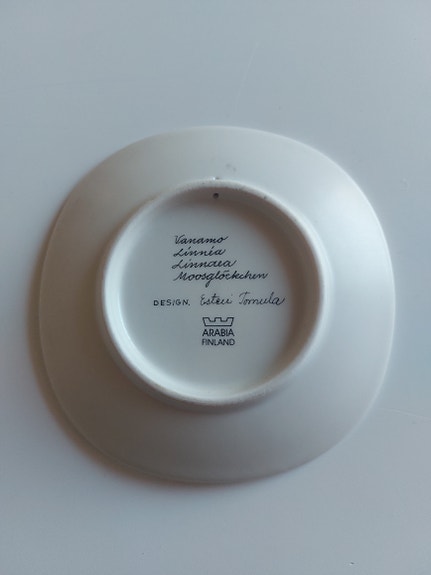 Vanamo
Linnéa
Linnaea
Moosglöckchen
DESIGN. Esteri Tomula
ARABIA
FINLAND